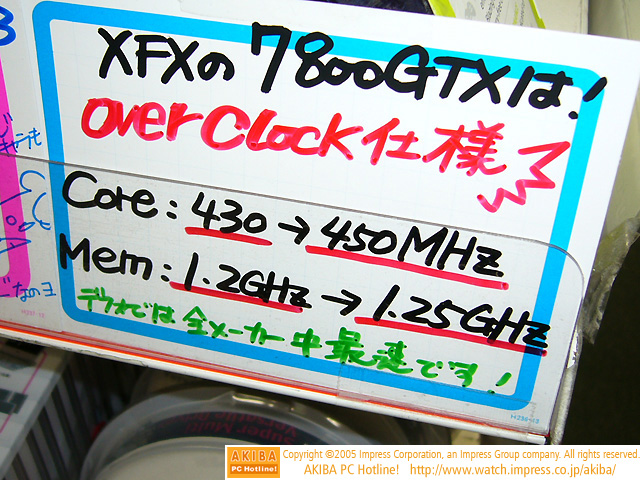 XFXの 7800GTXは!
OVERCLOCK仕様
Core: 430 → 450MHz
Mem: 1.2GHz → 1.25GHz
デフォでは全メーカー中最速です!
AKIBA
PC Hotline!
Copyright ©2005 Impress Corporation, an Impress Group company. All rights reserved.
AKIBA PC Hotline! http://www.watch.impress.co.jp/akiba/